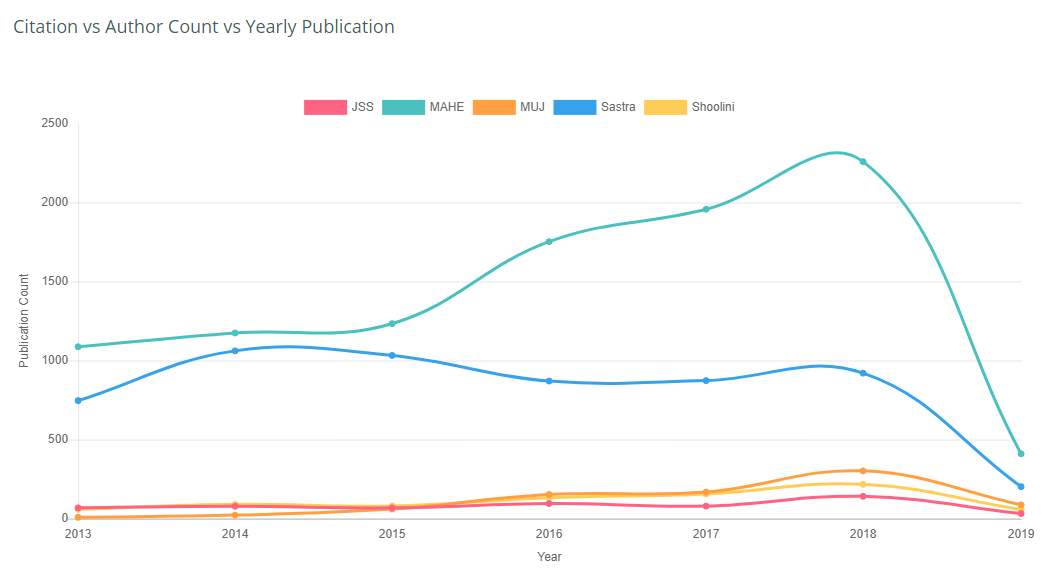 Citation vs Author Count vs Yearly Publication
JSS MAHE MUJ Sastra Shoolini
2500
2000
1500
1000
500
0
Publication Count
2013 2014 2015 2016 2017 2018 2019
Year